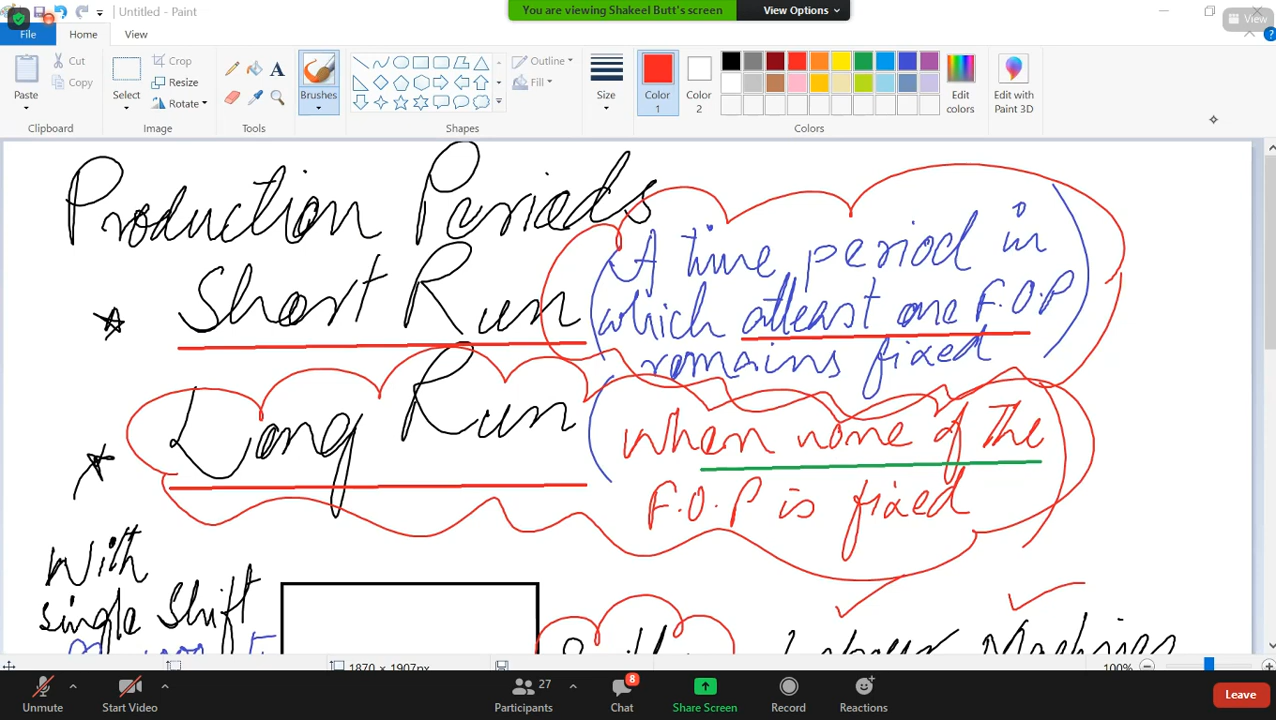 Untitled - Paint
You are viewing Shakeel Butt's screen
View Options
View
File
Home
View
Paste
Cut
Copy
Clipboard
Select
Crop
Resize
Rotate
Image
Tools
Brushes
Outline
Fill
Shapes
Size
Color 1
Color 2
Edit colors
Colors
Edit with Paint 3D
Production Periods
Short Run
(A time period in
which atleast one F.O.P
remains fixed)
Long Run
(when none of the
F.O.P is fixed)
With
single Shift
Labour Machines
1870 × 1907px
100%
Unmute
Start Video
27
Participants
8
Chat
Share Screen
Record
Reactions
Leave